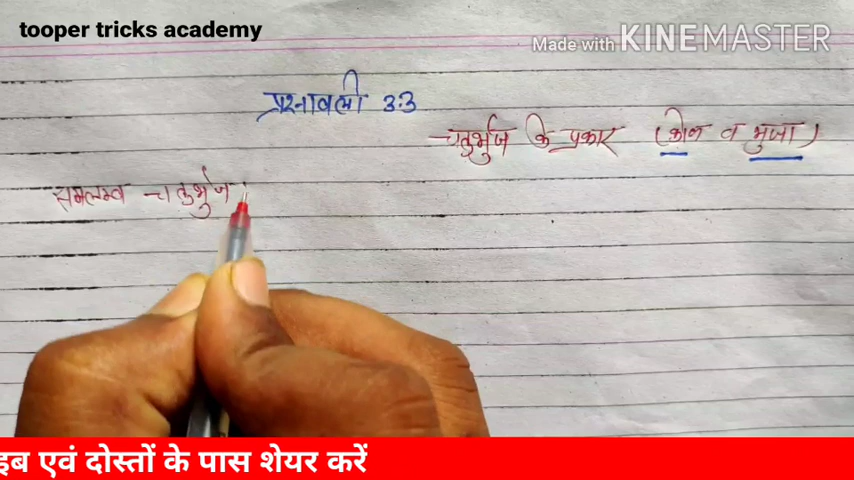 tooper tricks academy
Made with KINEMASTER
प्रश्नावली 3.3
चतुर्भुज कि प्रकार (कोन व भुजा)
समलम्ब चतुर्भुज
इब एवं दोस्तों के पास शेयर करें